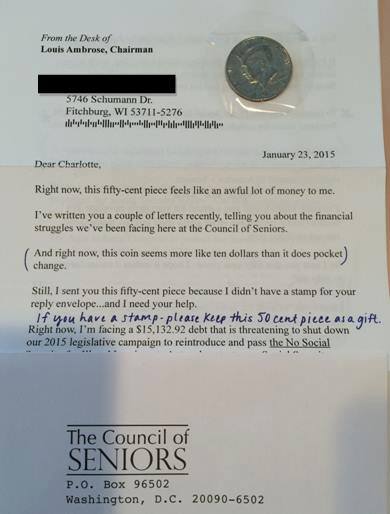 From the Desk of
Louis Ambrose, Chairman
5746 Schumann Dr.
Fitchburg, WI 53711-5276
January 23, 2015
Dear Charlotte,
Right now, this fifty-cent piece feels like an awful lot of money to me.
I've written you a couple of letters recently, telling you about the financial
struggles we've been facing here at the Council of Seniors.
(And right now, this coin seems more like ten dollars than it does pocket)
change.
Still, I sent you this fifty-cent piece because I didn't have a stamp for your
reply envelope...and I need your help.
If you have a stamp - please keep this 50 cent piece as a gift.
Right now, I'm facing a $15,132.92 debt that is threatening to shut down
our 2015 legislative campaign to reintroduce and pass the No Social
The Council of
SENIORS
P.O. Box 96502
Washington, D.C. 20090-6502